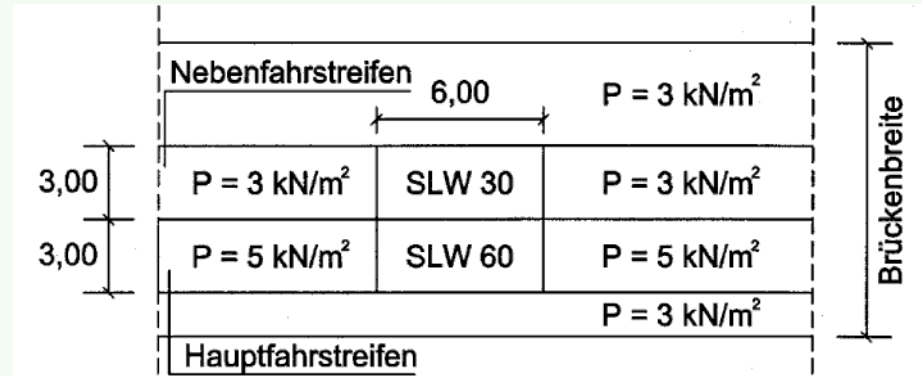 Nebenfahrstreifen
6,00
P = 3 kN/m²
3,00
P = 3 kN/m²
SLW 30
P = 3 kN/m²
3,00
P = 5 kN/m²
SLW 60
P = 5 kN/m²
P = 3 kN/m²
Hauptfahrstreifen
Brückenbreite